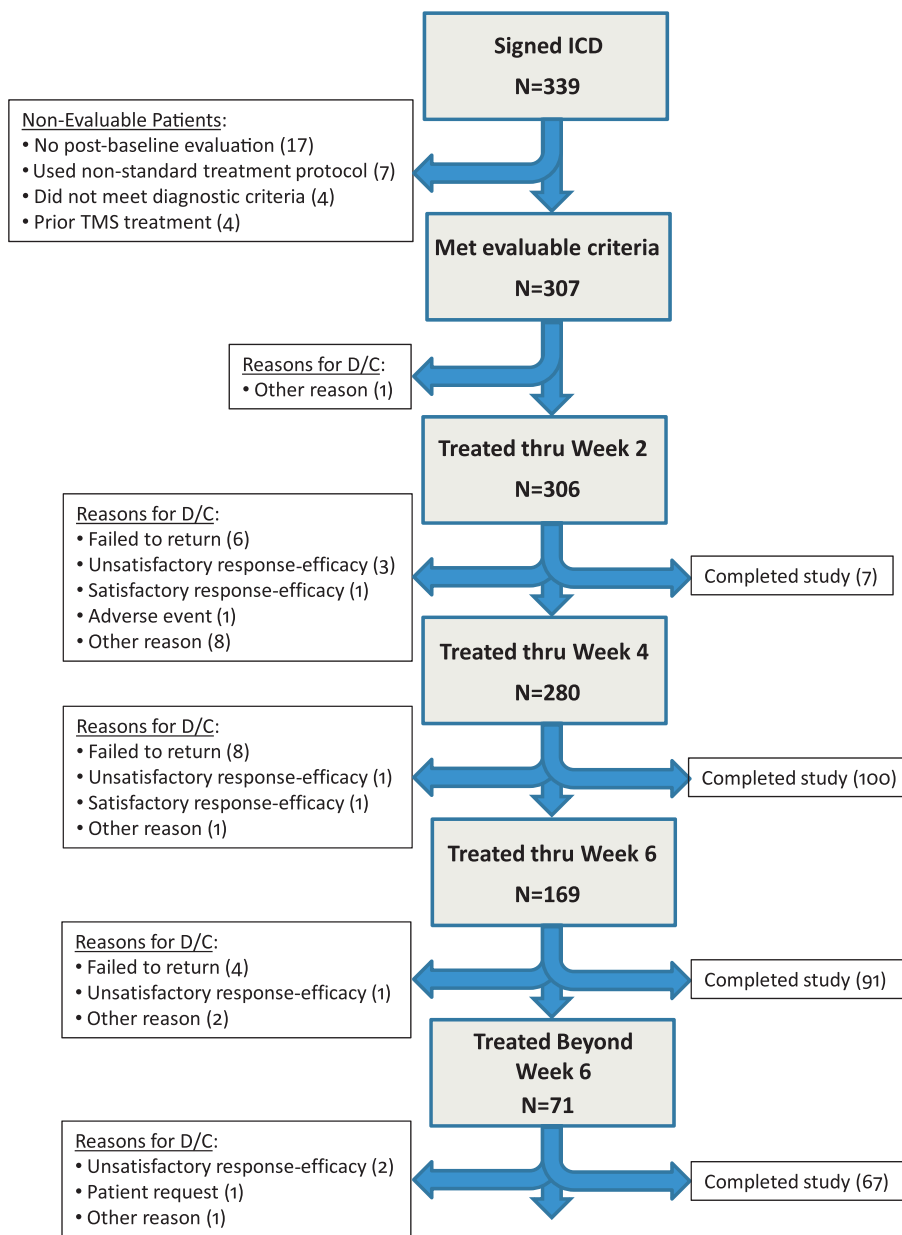 Signed ICD
N=339
Non-Evaluable Patients:
• No post-baseline evaluation (17)
• Used non-standard treatment protocol (7)
• Did not meet diagnostic criteria (4)
• Prior TMS treatment (4)
Met evaluable criteria
N=307
Reasons for D/C:
• Other reason (1)
Treated thru Week 2
N=306
Reasons for D/C:
• Failed to return (6)
• Unsatisfactory response-efficacy (3)
• Satisfactory response-efficacy (1)
• Adverse event (1)
• Other reason (8)
Completed study (7)
Treated thru Week 4
N=280
Reasons for D/C:
• Failed to return (8)
• Unsatisfactory response-efficacy (1)
• Satisfactory response-efficacy (1)
• Other reason (1)
Completed study (100)
Treated thru Week 6
N=169
Reasons for D/C:
• Failed to return (4)
• Unsatisfactory response-efficacy (1)
• Other reason (2)
Completed study (91)
Treated Beyond
Week 6
N=71
Reasons for D/C:
• Unsatisfactory response-efficacy (2)
• Patient request (1)
• Other reason (1)
Completed study (67)